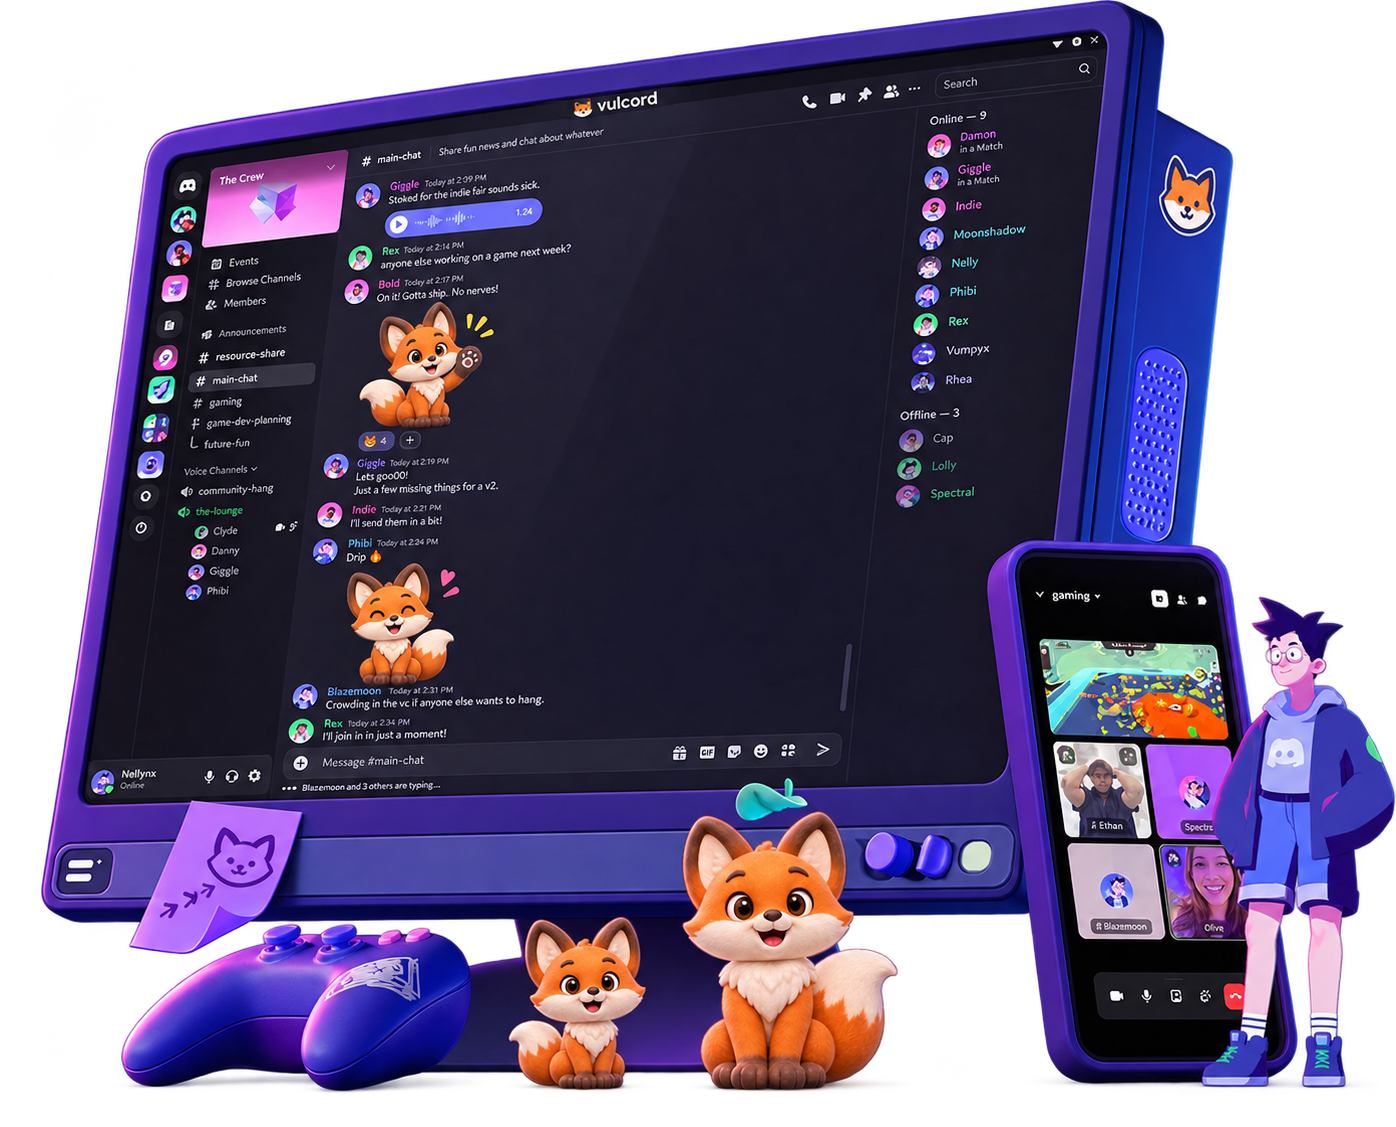 vulcord
Search
The Crew
Events
Browse Channels
Members
Announcements
resource-share
main-chat
gaming
game-dev-planning
future-fun
Voice Channels
community-hang
the-lounge
Clyde
Danny
Giggle
Phibi
Nellynx
Online
# main-chat
Share fun news and chat about whatever
Giggle Today at 2:09 PM
Stoked for the indie fair sounds sick.
1.24
Rex Today at 2:14 PM
anyone else working on a game next week?
Bold Today at 2:17 PM
On it! Gotta ship.. No nerves!
4
Giggle Today at 2:19 PM
Lets goo00!
Just a few missing things for a v2.
Indie Today at 2:21 PM
I'll send them in a bit!
Phibi Today at 2:24 PM
Drip 🔥
Blazemoon Today at 2:31 PM
Crowding in the vc if anyone else wants to hang.
Rex Today at 2:34 PM
I'll join in in just a moment!
Message #main-chat
GIF
Blazemoon and 3 others are typing...
Online — 9
Damon
in a Match
Giggle
in a Match
Indie
Moonshadow
Nelly
Phibi
Rex
Vumpyx
Rhea
Offline — 3
Cap
Lolly
Spectral
gaming
Ethan
Spectr
Blazemoon
Olive